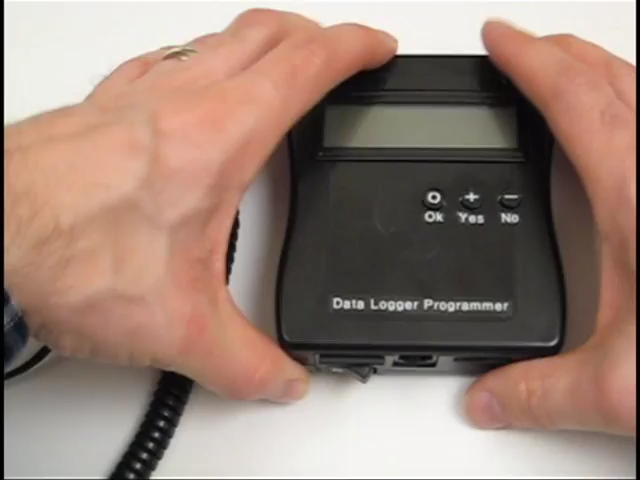 O + −
Ok Yes No
Data Logger Programmer